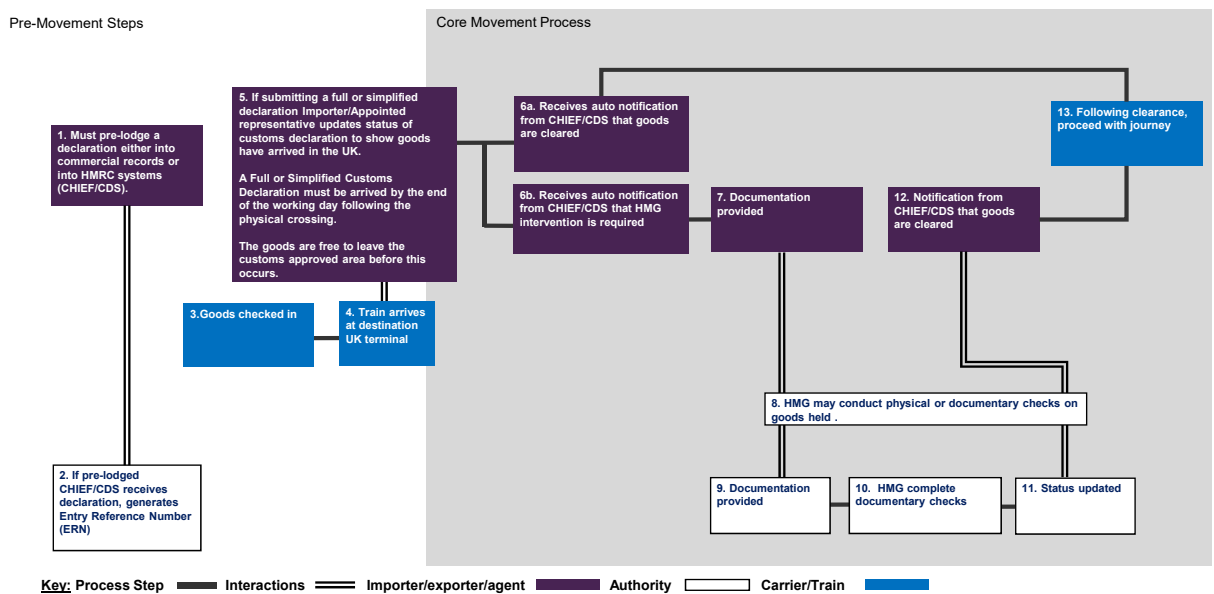 Pre-Movement Steps
Core Movement Process
1. Must pre-lodge a
declaration either into
commercial records or
into HMRC systems
(CHIEF/CDS).
2. If pre-lodged
CHIEF/CDS receives
declaration, generates
Entry Reference Number
(ERN)
3.Goods checked in
4. Train arrives
at destination
UK terminal
5. If submitting a full or simplified
declaration Importer/Appointed
representative updates status of
customs declaration to show goods
have arrived in the UK.
A Full or Simplified Customs
Declaration must be arrived by the end
of the working day following the
physical crossing.
The goods are free to leave the
customs approved area before this
occurs.
6a. Receives auto notification
from CHIEF/CDS that goods
are cleared
6b. Receives auto notification
from CHIEF/CDS that HMG
intervention is required
7. Documentation
provided
8. HMG may conduct physical or documentary checks on
goods held .
9. Documentation
provided
10. HMG complete
documentary checks
11. Status updated
12. Notification from
CHIEF/CDS that goods
are cleared
13. Following clearance,
proceed with journey
Key: Process Step Interactions Importer/exporter/agent Authority Carrier/Train